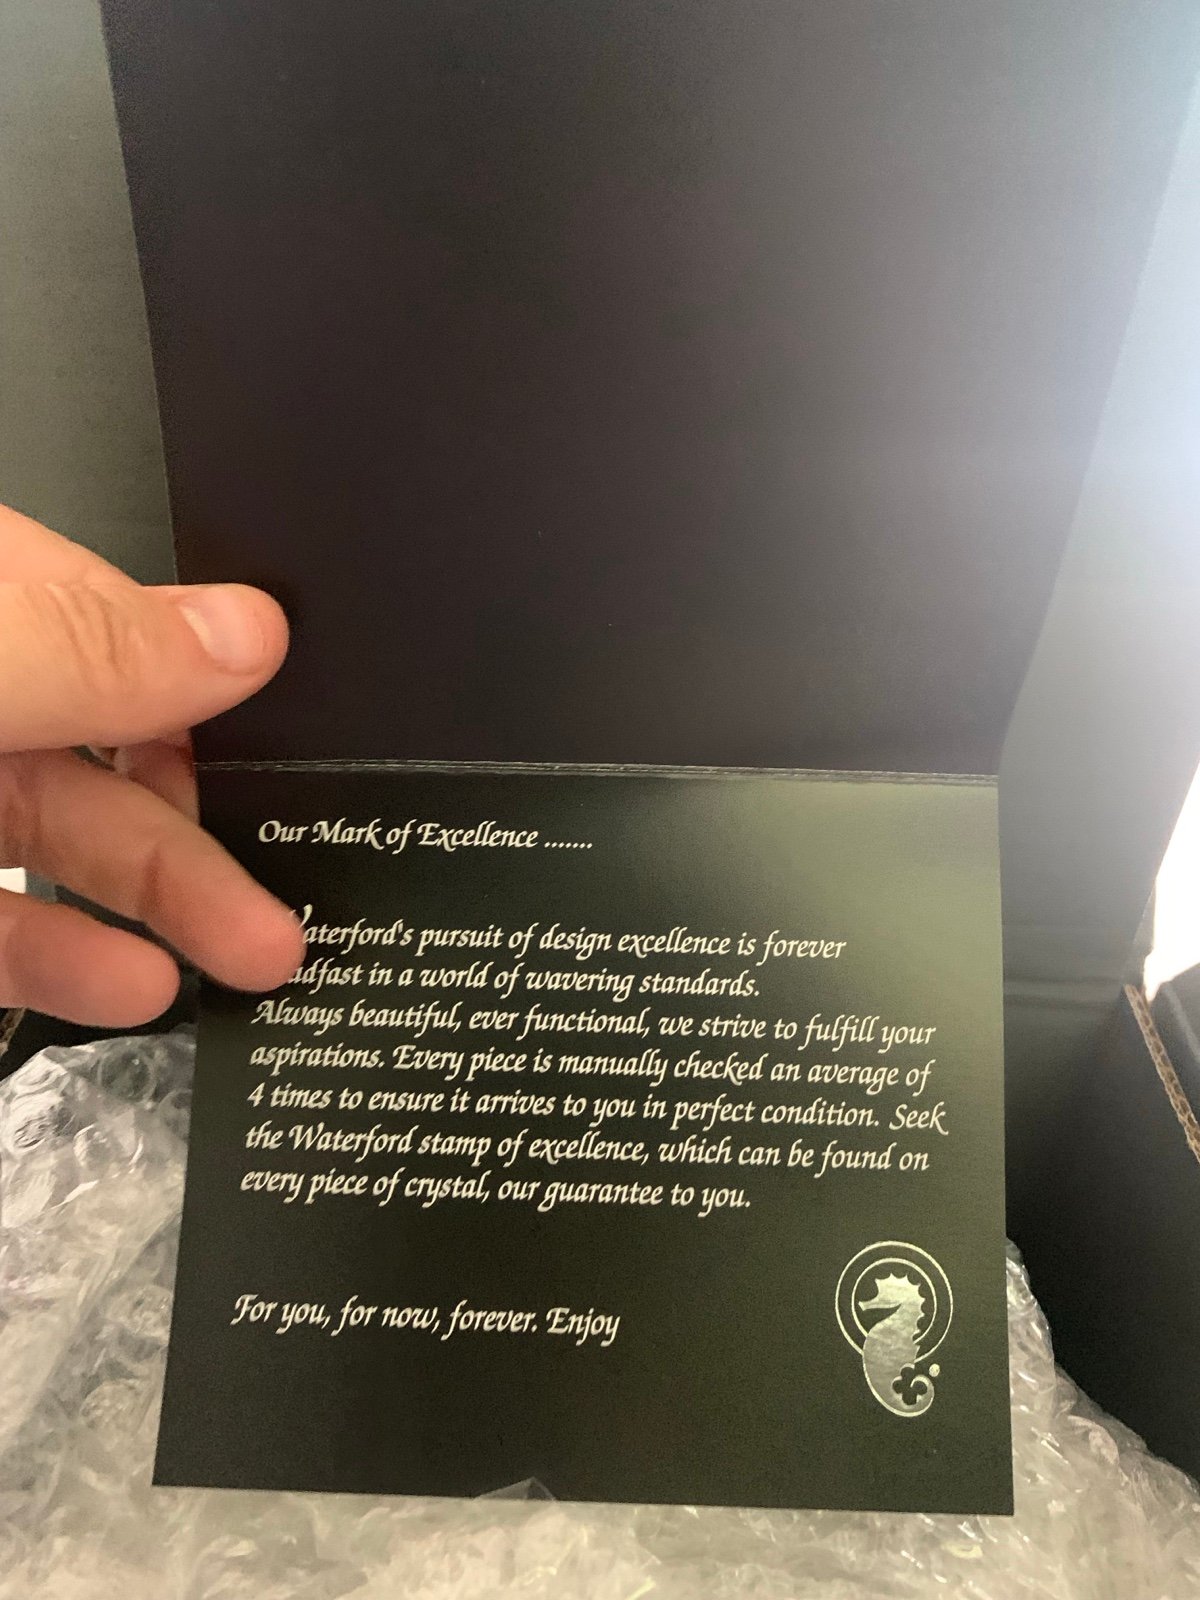 Our Mark of Excellence .......
Waterford's pursuit of design excellence is forever
adfast in a world of wavering standards.
Always beautiful, ever functional, we strive to fulfill your
aspirations. Every piece is manually checked an average of
4 times to ensure it arrives to you in perfect condition. Seek
the Waterford stamp of excellence, which can be found on
every piece of crystal, our guarantee to you.
For you, for now, forever. Enjoy